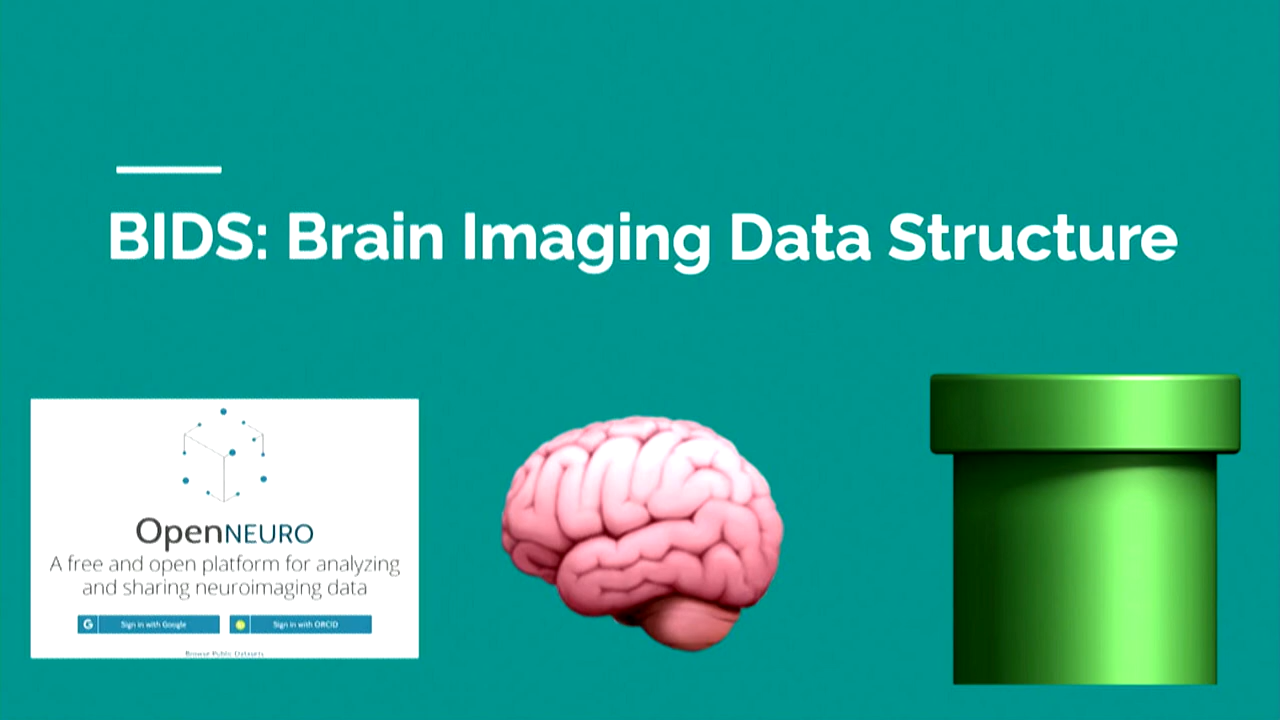 BIDS: Brain Imaging Data Structure
OpenNEURO
A free and open platform for analyzing
and sharing neuroimaging data
G Sign in with Google
Sign in with ORCID
Browse Public Datasets